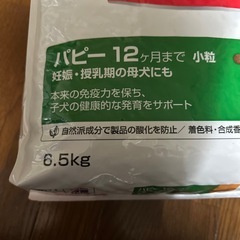 パピー 12ヶ月まで 小粒
妊娠・授乳期の母犬にも
本来の免疫力を保ち、
子犬の健康的な発育をサポート
自然派成分で製品の酸化を防止／着色料・合成香
6.5kg